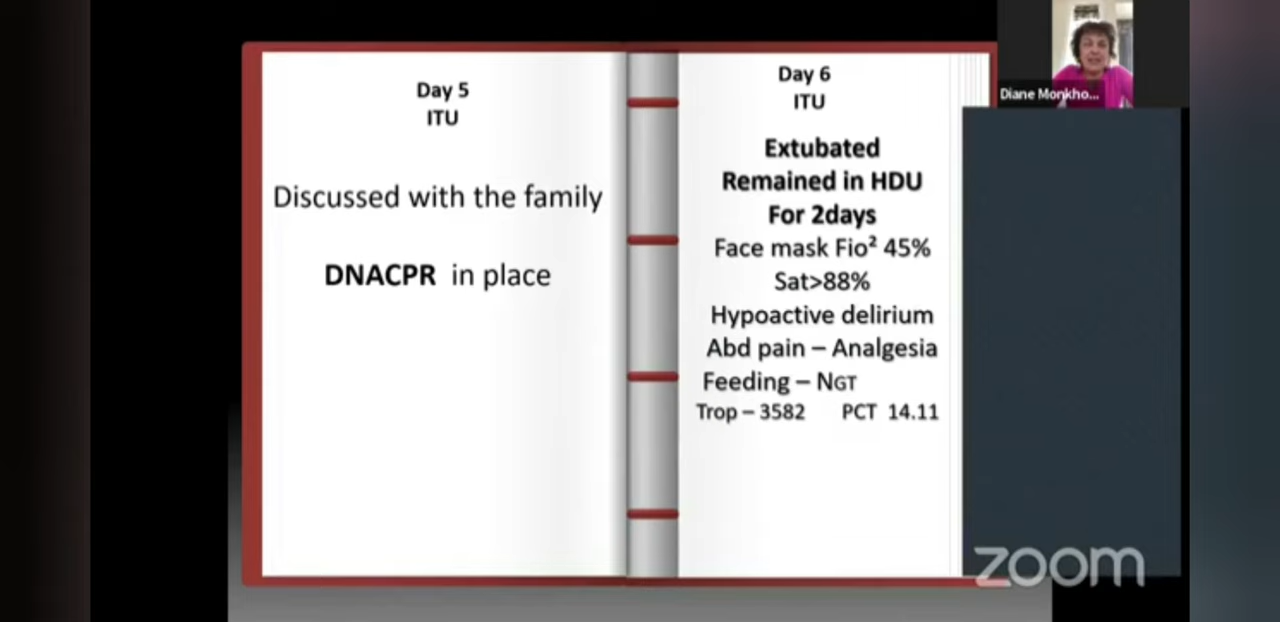 Day 5
ITU
Discussed with the family
DNACPR in place
Day 6
ITU
Extubated
Remained in HDU
For 2days
Face mask Fio² 45%
Sat>88%
Hypoactive delirium
Abd pain – Analgesia
Feeding – NGT
Trop – 3582 PCT 14.11
Diane Monkho...
zoom